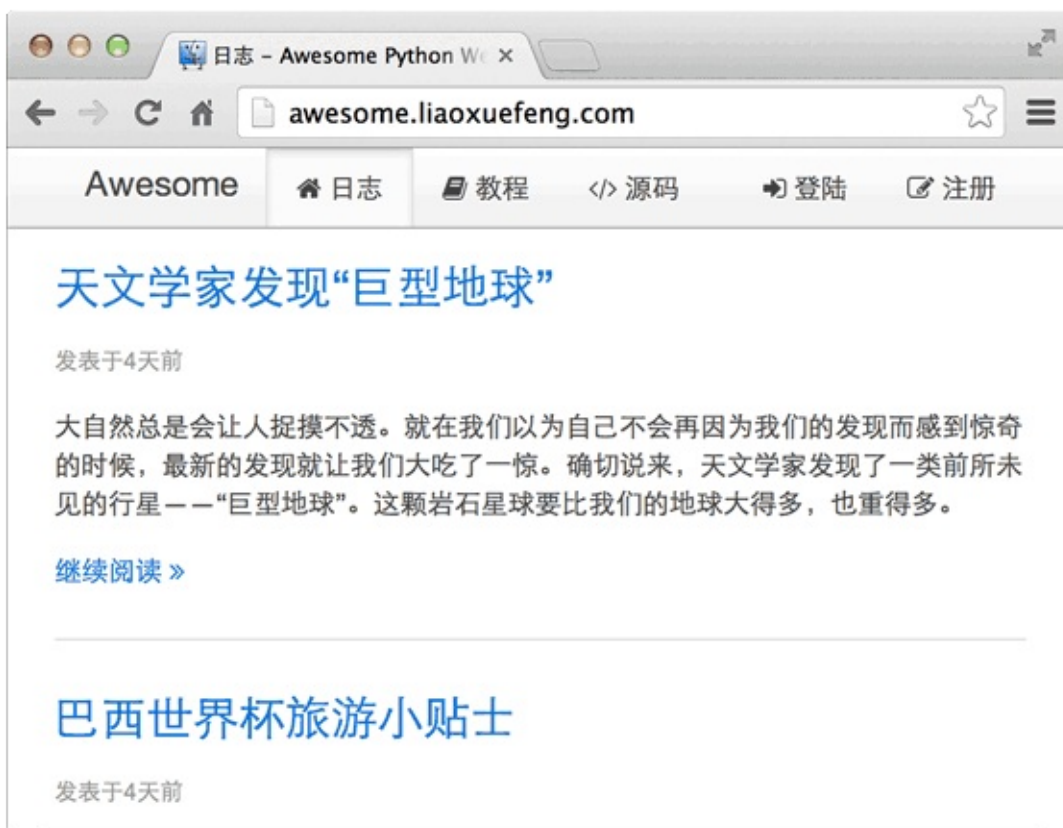 日志 – Awesome Python We
awesome.liaoxuefeng.com
Awesome 日志 教程 </> 源码 登陆 注册
天文学家发现“巨型地球”
发表于4天前
大自然总是会让人捉摸不透。就在我们以为自己不会再因为我们的发现而感到惊奇
的时候，最新的发现就让我们大吃了一惊。确切说来，天文学家发现了一类前所未
见的行星——“巨型地球”。这颗岩石星球要比我们的地球大得多，也重得多。
继续阅读 »
巴西世界杯旅游小贴士
发表于4天前